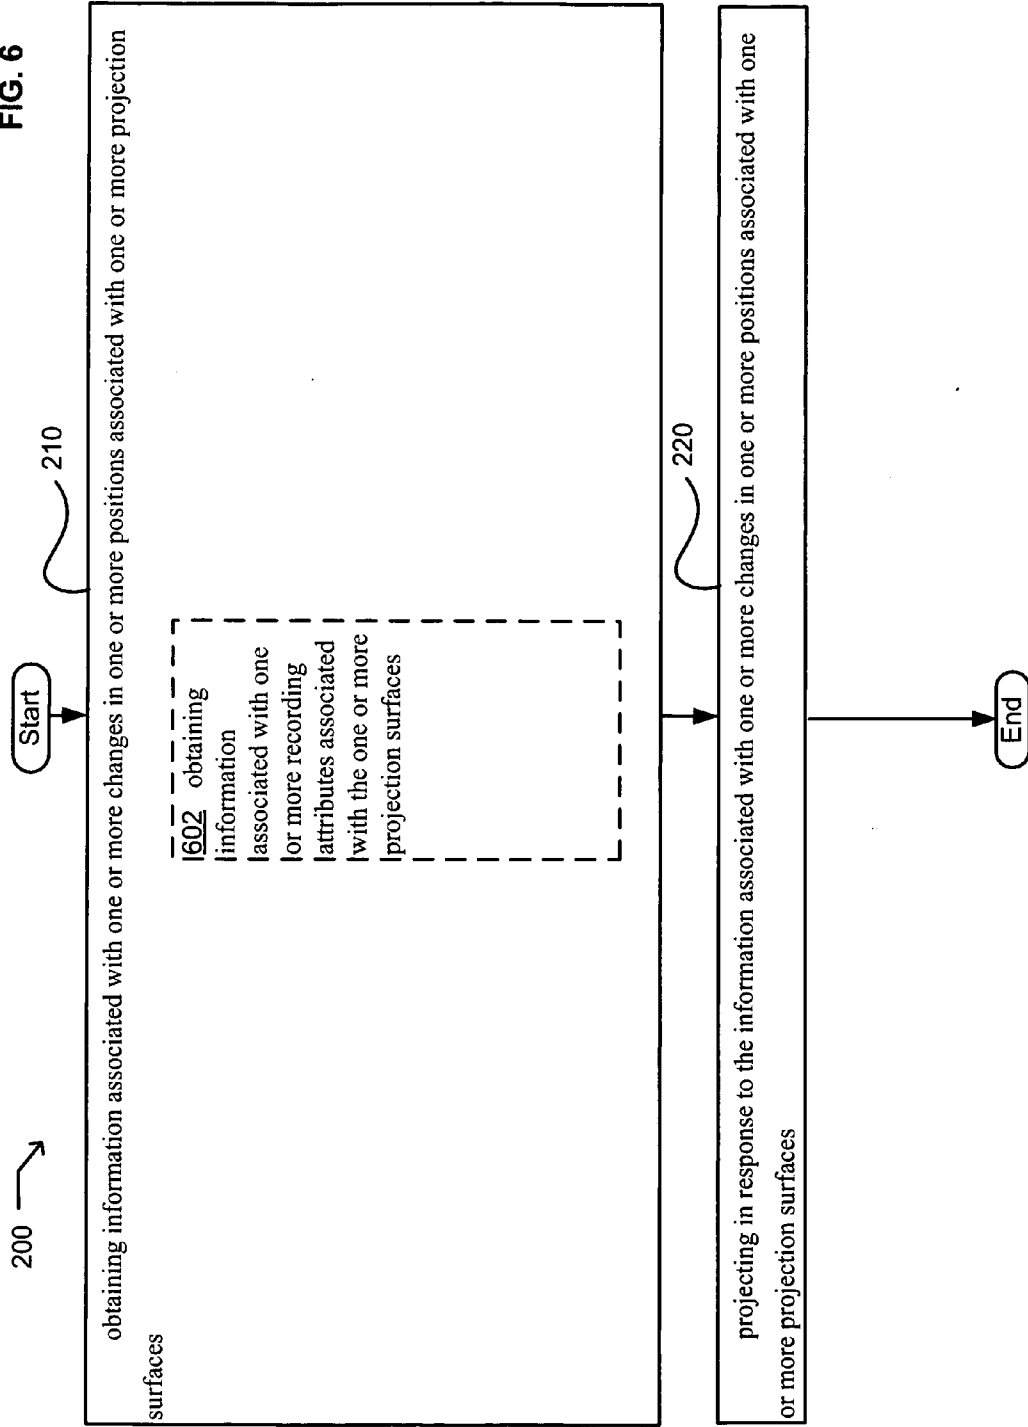 FIG. 6
200
Start
210
obtaining information associated with one or more changes in one or more positions associated with one or more projection
surfaces
602 obtaining
information
associated with one
or more recording
attributes associated
with the one or more
projection surfaces
220
projecting in response to the information associated with one or more changes in one or more positions associated with one
or more projection surfaces
End